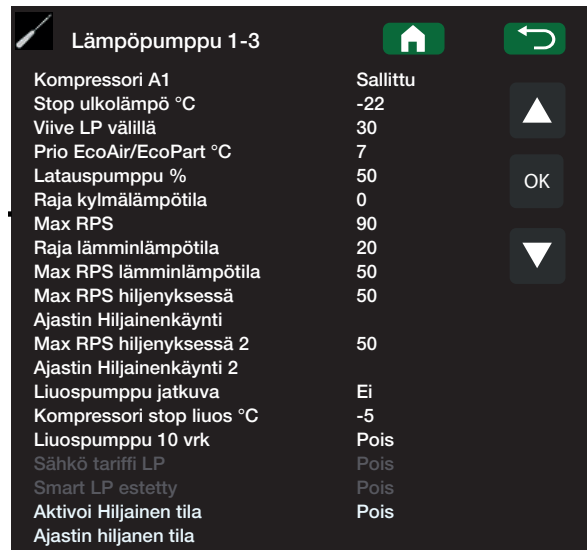 Lämpöpumppu 1-3
Kompressori A1 Sallittu
Stop ulkolämpö °C -22
Viive LP välillä 30
Prio EcoAir/EcoPart °C 7
Latauspumppu % 50
OK
Raja kylmälämpötila 0
Max RPS 90
Raja lämminlämpötila 20
Max RPS lämminlämpötila 50
Max RPS hiljenyksessä 50
Ajastin Hiljainenkäynti
Max RPS hiljenyksessä 2 50
Ajastin Hiljainenkäynti 2
Liuospumppu jatkuva Ei
Kompressori stop liuos °C -5
Liuospumppu 10 vrk Pois
Sähkö tariffi LP Pois
Smart LP estetty Pois
Aktivoi Hiljainen tila Pois
Ajastin hiljanen tila